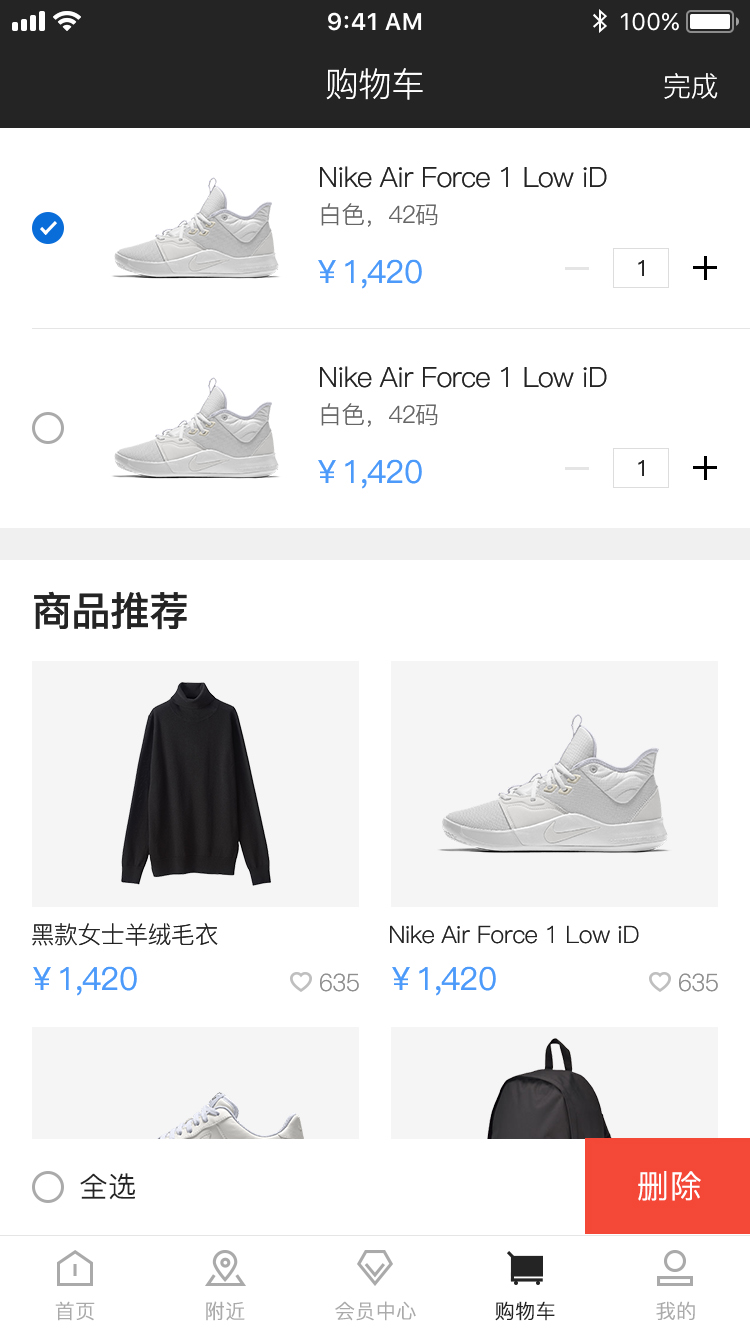 9:41 AM
100%
购物车
完成
Nike Air Force 1 Low iD
白色，42码
¥ 1,420
1
Nike Air Force 1 Low iD
白色，42码
¥ 1,420
1
商品推荐
黑款女士羊绒毛衣
¥ 1,420
635
Nike Air Force 1 Low iD
¥ 1,420
635
全选
删除
首页
附近
会员中心
购物车
我的